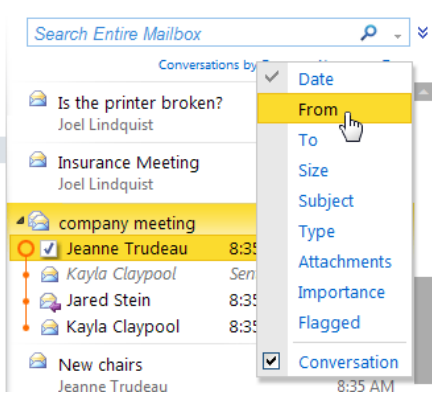 Search Entire Mailbox
Conversations by
Date
From
To
Size
Subject
Type
Attachments
Importance
Flagged
Conversation
Is the printer broken?
Joel Lindquist
Insurance Meeting
Joel Lindquist
company meeting
Jeanne Trudeau 8:35
Kayla Claypool Sen
Jared Stein 8:35
Kayla Claypool 8:35
New chairs
Jeanne Trudeau 8:35 AM